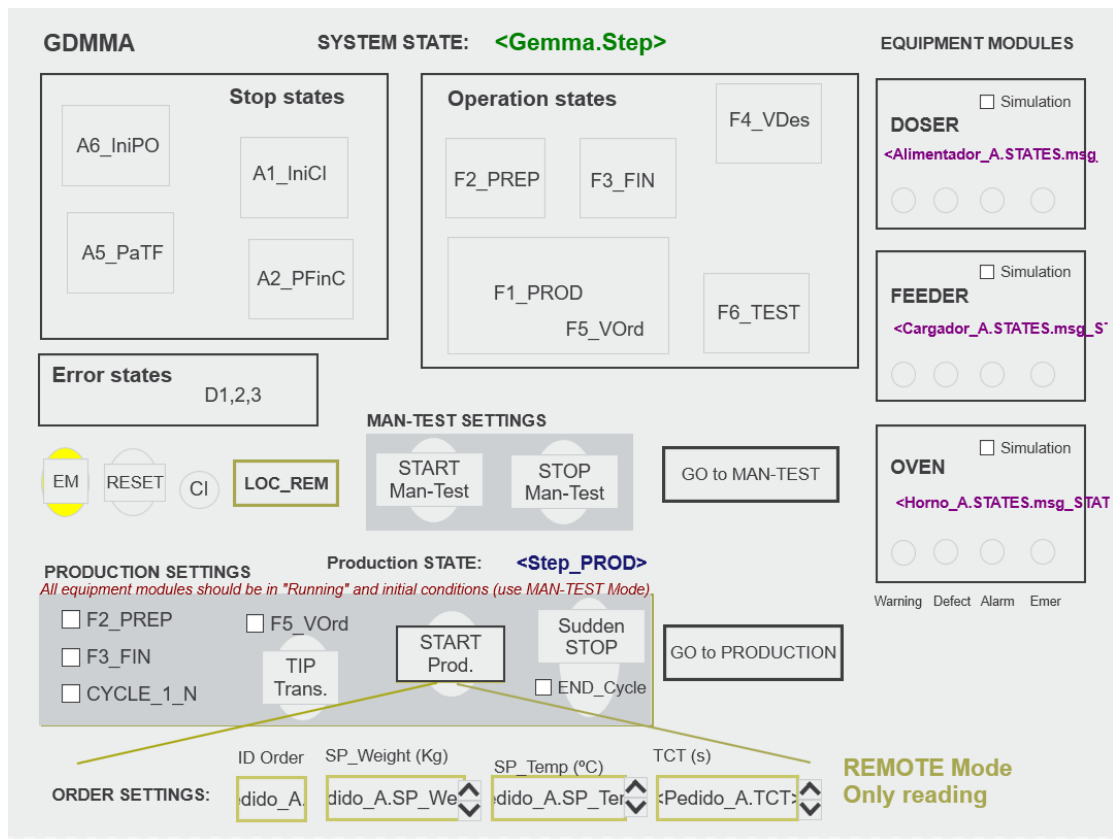 GDMMA
SYSTEM STATE: <Gemma.Step>
EQUIPMENT MODULES
Stop states
A6_IniPO
A1_IniCI
A5_PaTF
A2_PFinC
Operation states
F4_VDes
F2_PREP
F3_FIN
F1_PROD
F5_VOrd
F6_TEST
Simulation
DOSER
<Alimentador_A.STATES.msg_
Simulation
FEEDER
<Cargador_A.STATES.msg_ST
Simulation
OVEN
<Horno_A.STATES.msg_STAT
Warning Defect Alarm Emer
Error states
D1,2,3
EM
RESET
CI
LOC_REM
MAN-TEST SETTINGS
START
Man-Test
STOP
Man-Test
GO to MAN-TEST
Production STATE: <Step_PROD>
PRODUCTION SETTINGS
All equipment modules should be in "Running" and initial conditions (use MAN-TEST Mode)
F2_PREP
F3_FIN
CYCLE_1_N
F5_VOrd
TIP
Trans.
START
Prod.
Sudden
STOP
END_Cycle
GO to PRODUCTION
ORDER SETTINGS:
ID Order
edido_A.
SP_Weight (Kg)
dido_A.SP_We
SP_Temp (ºC)
edido_A.SP_Ter
TCT (s)
<Pedido_A.TCT>
REMOTE Mode
Only reading